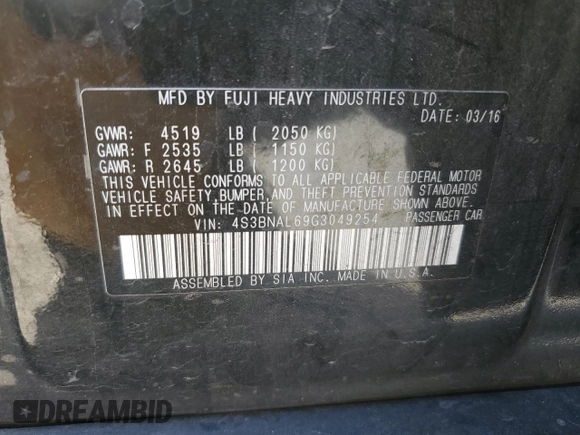 MFD BY FUJI HEAVY INDUSTRIES LTD.
DATE: 03/16
GVWR: 4519 LB ( 2050 KG)
GAWR: F 2535 LB ( 1150 KG)
GAWR: R 2645 LB ( 1200 KG)
THIS VEHICLE CONFORMS TO ALL APPLICABLE FEDERAL MOTOR
VEHICLE SAFETY,BUMPER,AND THEFT PREVENTION STANDARDS
IN EFFECT ON THE DATE OF MANUFACTURE SHOWN ABOVE.
VIN: 4S3BNAL69G3049254 PASSENGER CAR
ASSEMBLED BY SIA INC. MADE IN U.S.A.
DREAMBID